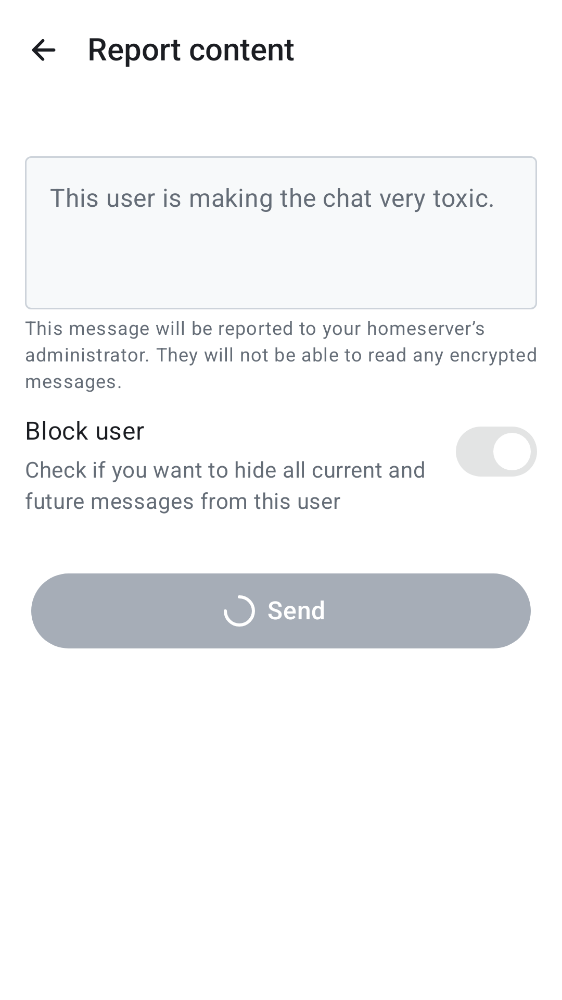 Report content
This user is making the chat very toxic.
This message will be reported to your homeserver’s
administrator. They will not be able to read any encrypted
messages.
Block user
Check if you want to hide all current and
future messages from this user
Send